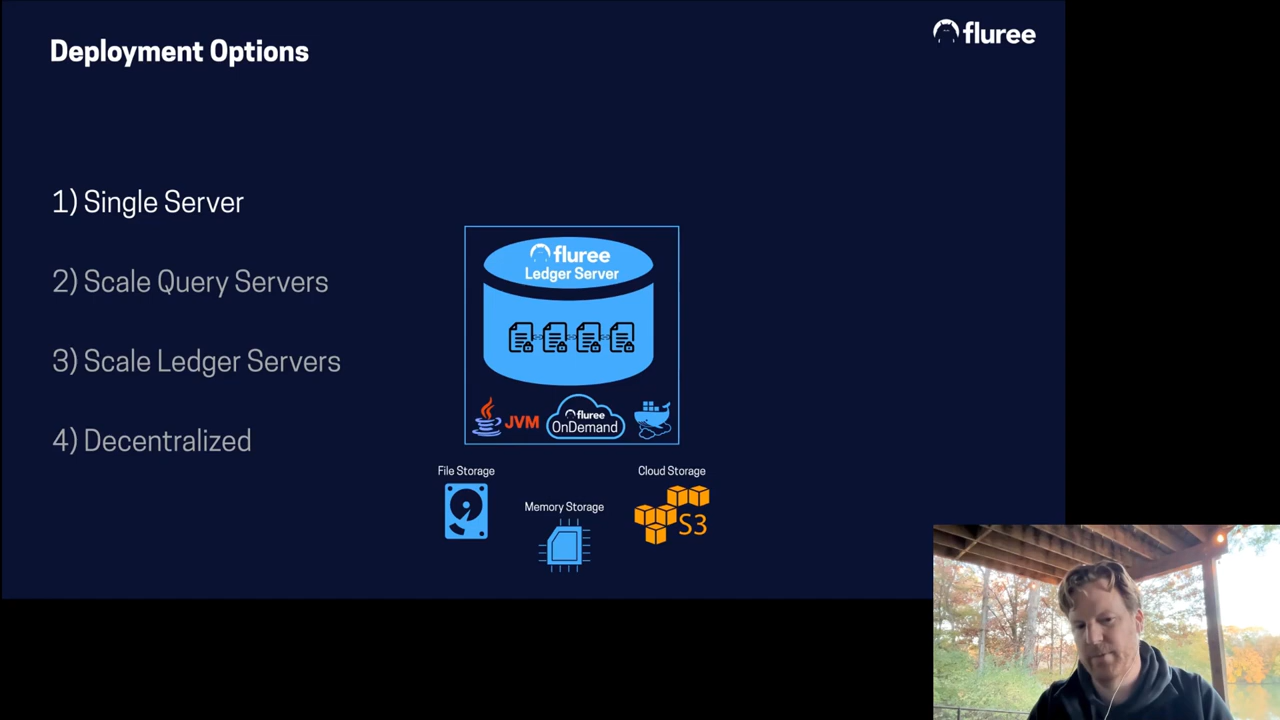 Deployment Options
fluree
1) Single Server
2) Scale Query Servers
3) Scale Ledger Servers
4) Decentralized
fluree
Ledger Server
JVM
fluree
OnDemand
File Storage
Memory Storage
Cloud Storage
S3